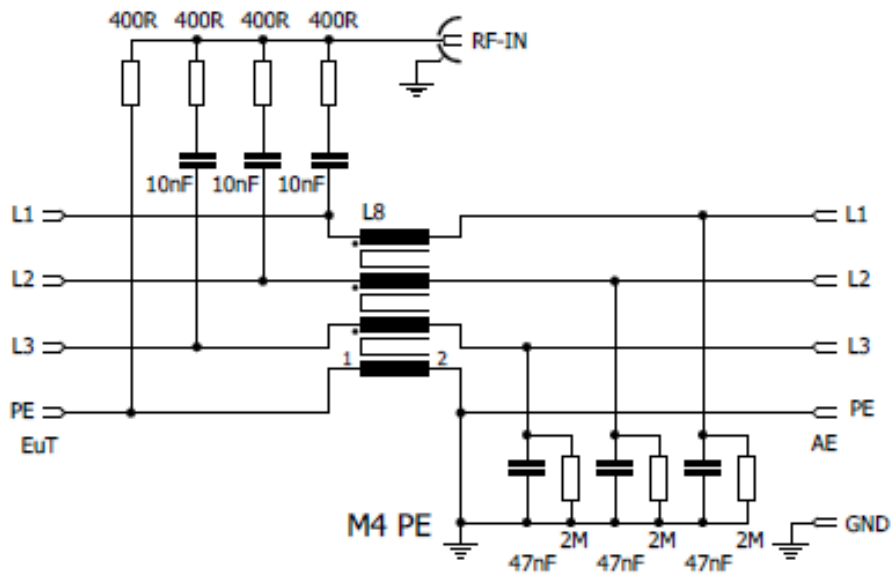 400R 400R 400R 400R
RF-IN
10nF 10nF 10nF
L1 L8 L1
L2 L2
L3 L3
1 2
PE PE
EuT AE
M4 PE GND
2M 2M 2M
47nF 47nF 47nF